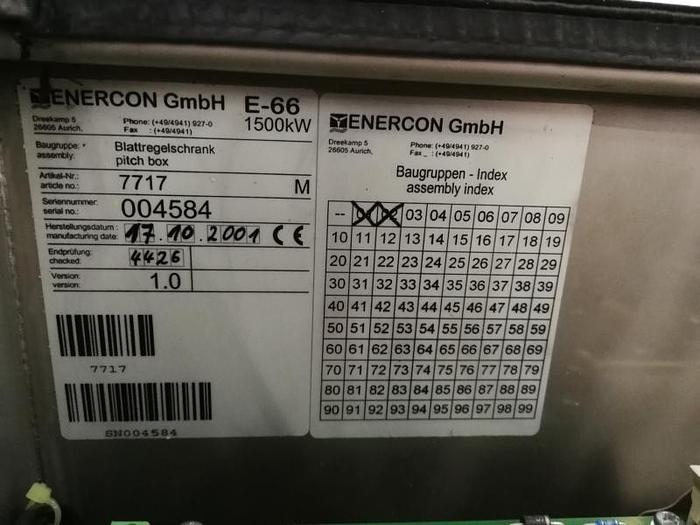 ENERCON GmbH E-66
Dreekamp 5 Phone: (+49/4941) 927-0 1500kW
26605 Aurich. Fax : (+49/4941)
Baugruppe: Blattregelschrank
assembly: pitch box
Artikel-Nr.:
article no.: 7717 M
Seriennummer:
serial no.: 004584
Herstellungsdatum:
manufacturing date: 17.10.2001 CE
Endprüfung:
checked: 4426
Version:
version: 1.0
7717
SN004584
ENERCON GmbH
Dreekamp 5 Phone: (+49/4941) 927-0
26605 Aurich, Fax : (+49/4941)
Baugruppen - Index
assembly index
-- 01 02 03 04 05 06 07 08 09
10 11 12 13 14 15 16 17 18 19
20 21 22 23 24 25 26 27 28 29
30 31 32 33 34 35 36 37 38 39
40 41 42 43 44 45 46 47 48 49
50 51 52 53 54 55 56 57 58 59
60 61 62 63 64 65 66 67 68 69
70 71 72 73 74 75 76 77 78 79
80 81 82 83 84 85 86 87 88 89
90 91 92 93 94 95 96 97 98 99